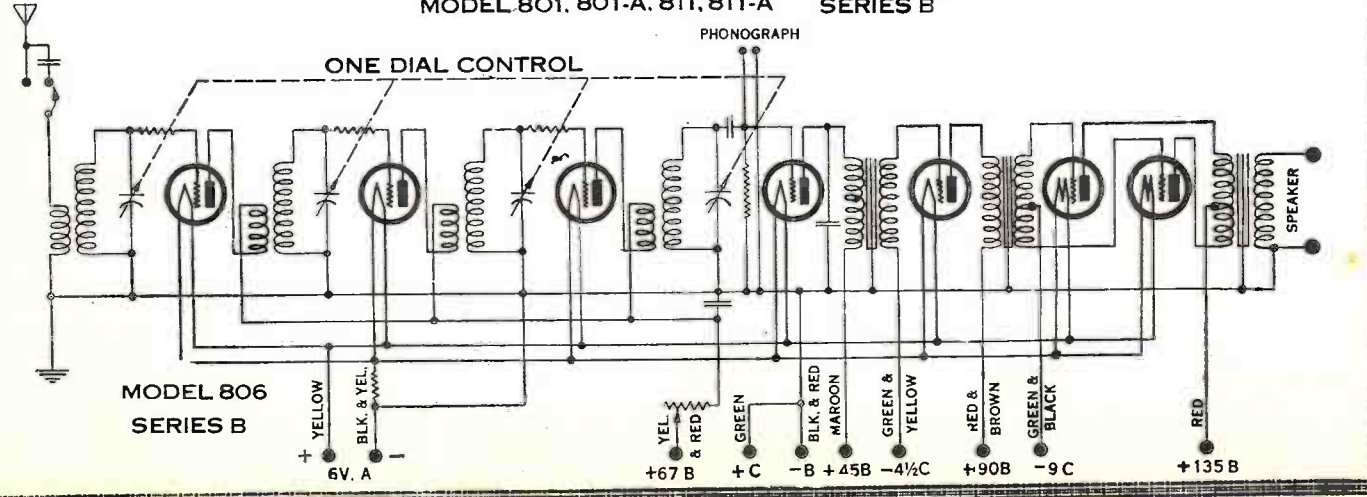 MODEL 801, 801-A, 811, 811-A SERIES B
PHONOGRAPH
ONE DIAL CONTROL
SPEAKER
MODEL 806
SERIES B
YELLOW
BLK. & YEL.
YEL. & RED
GREEN
BLK. & RED
MAROON
GREEN & YELLOW
RED & BROWN
GREEN & BLACK
RED
+ 6V. A -
+67 B
+C
-B
+45B
-4½C
+90B
-9 C
+135 B